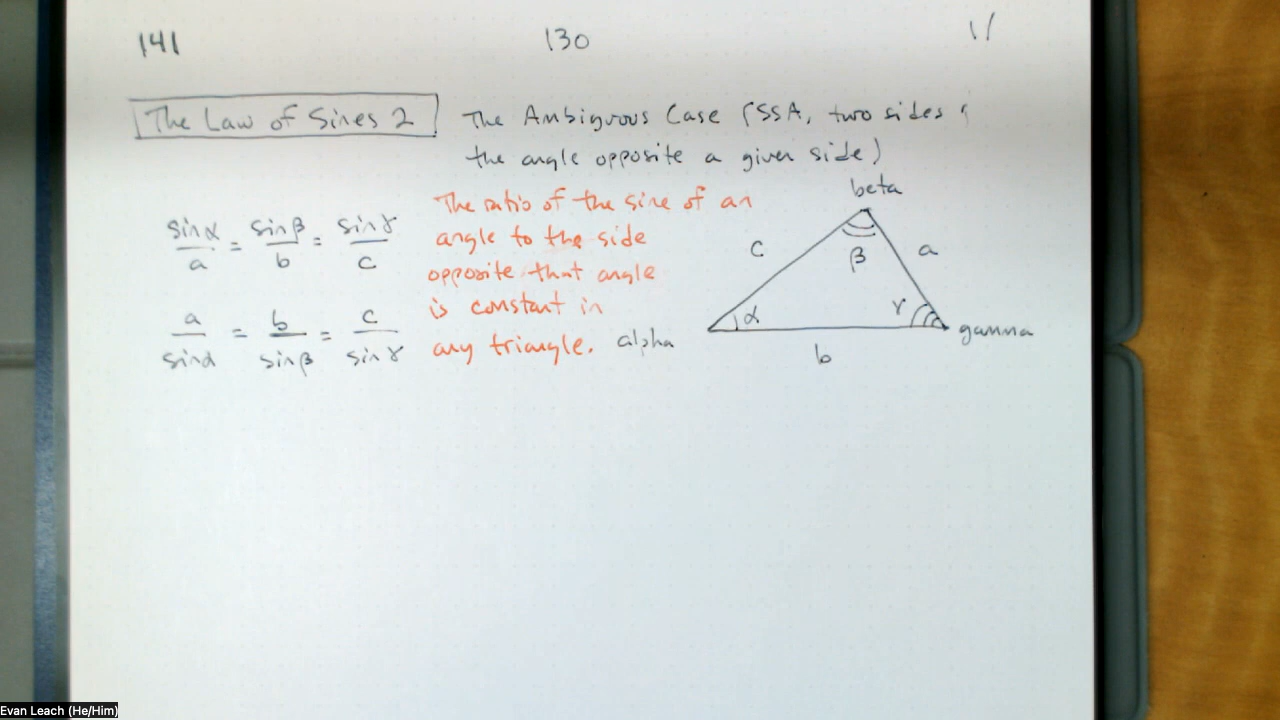 141 130 11
The Law of Sines 2 The Ambiguous Case (SSA, two sides &
the angle opposite a given side)
sinα/a = sinβ/b = sinγ/c
a/sinα = b/sinβ = c/sinγ
The ratio of the sine of an
angle to the side
opposite that angle
is constant in
any triangle.
beta
c β a
α γ
alpha gamma
b
Evan Leach (He/Him)